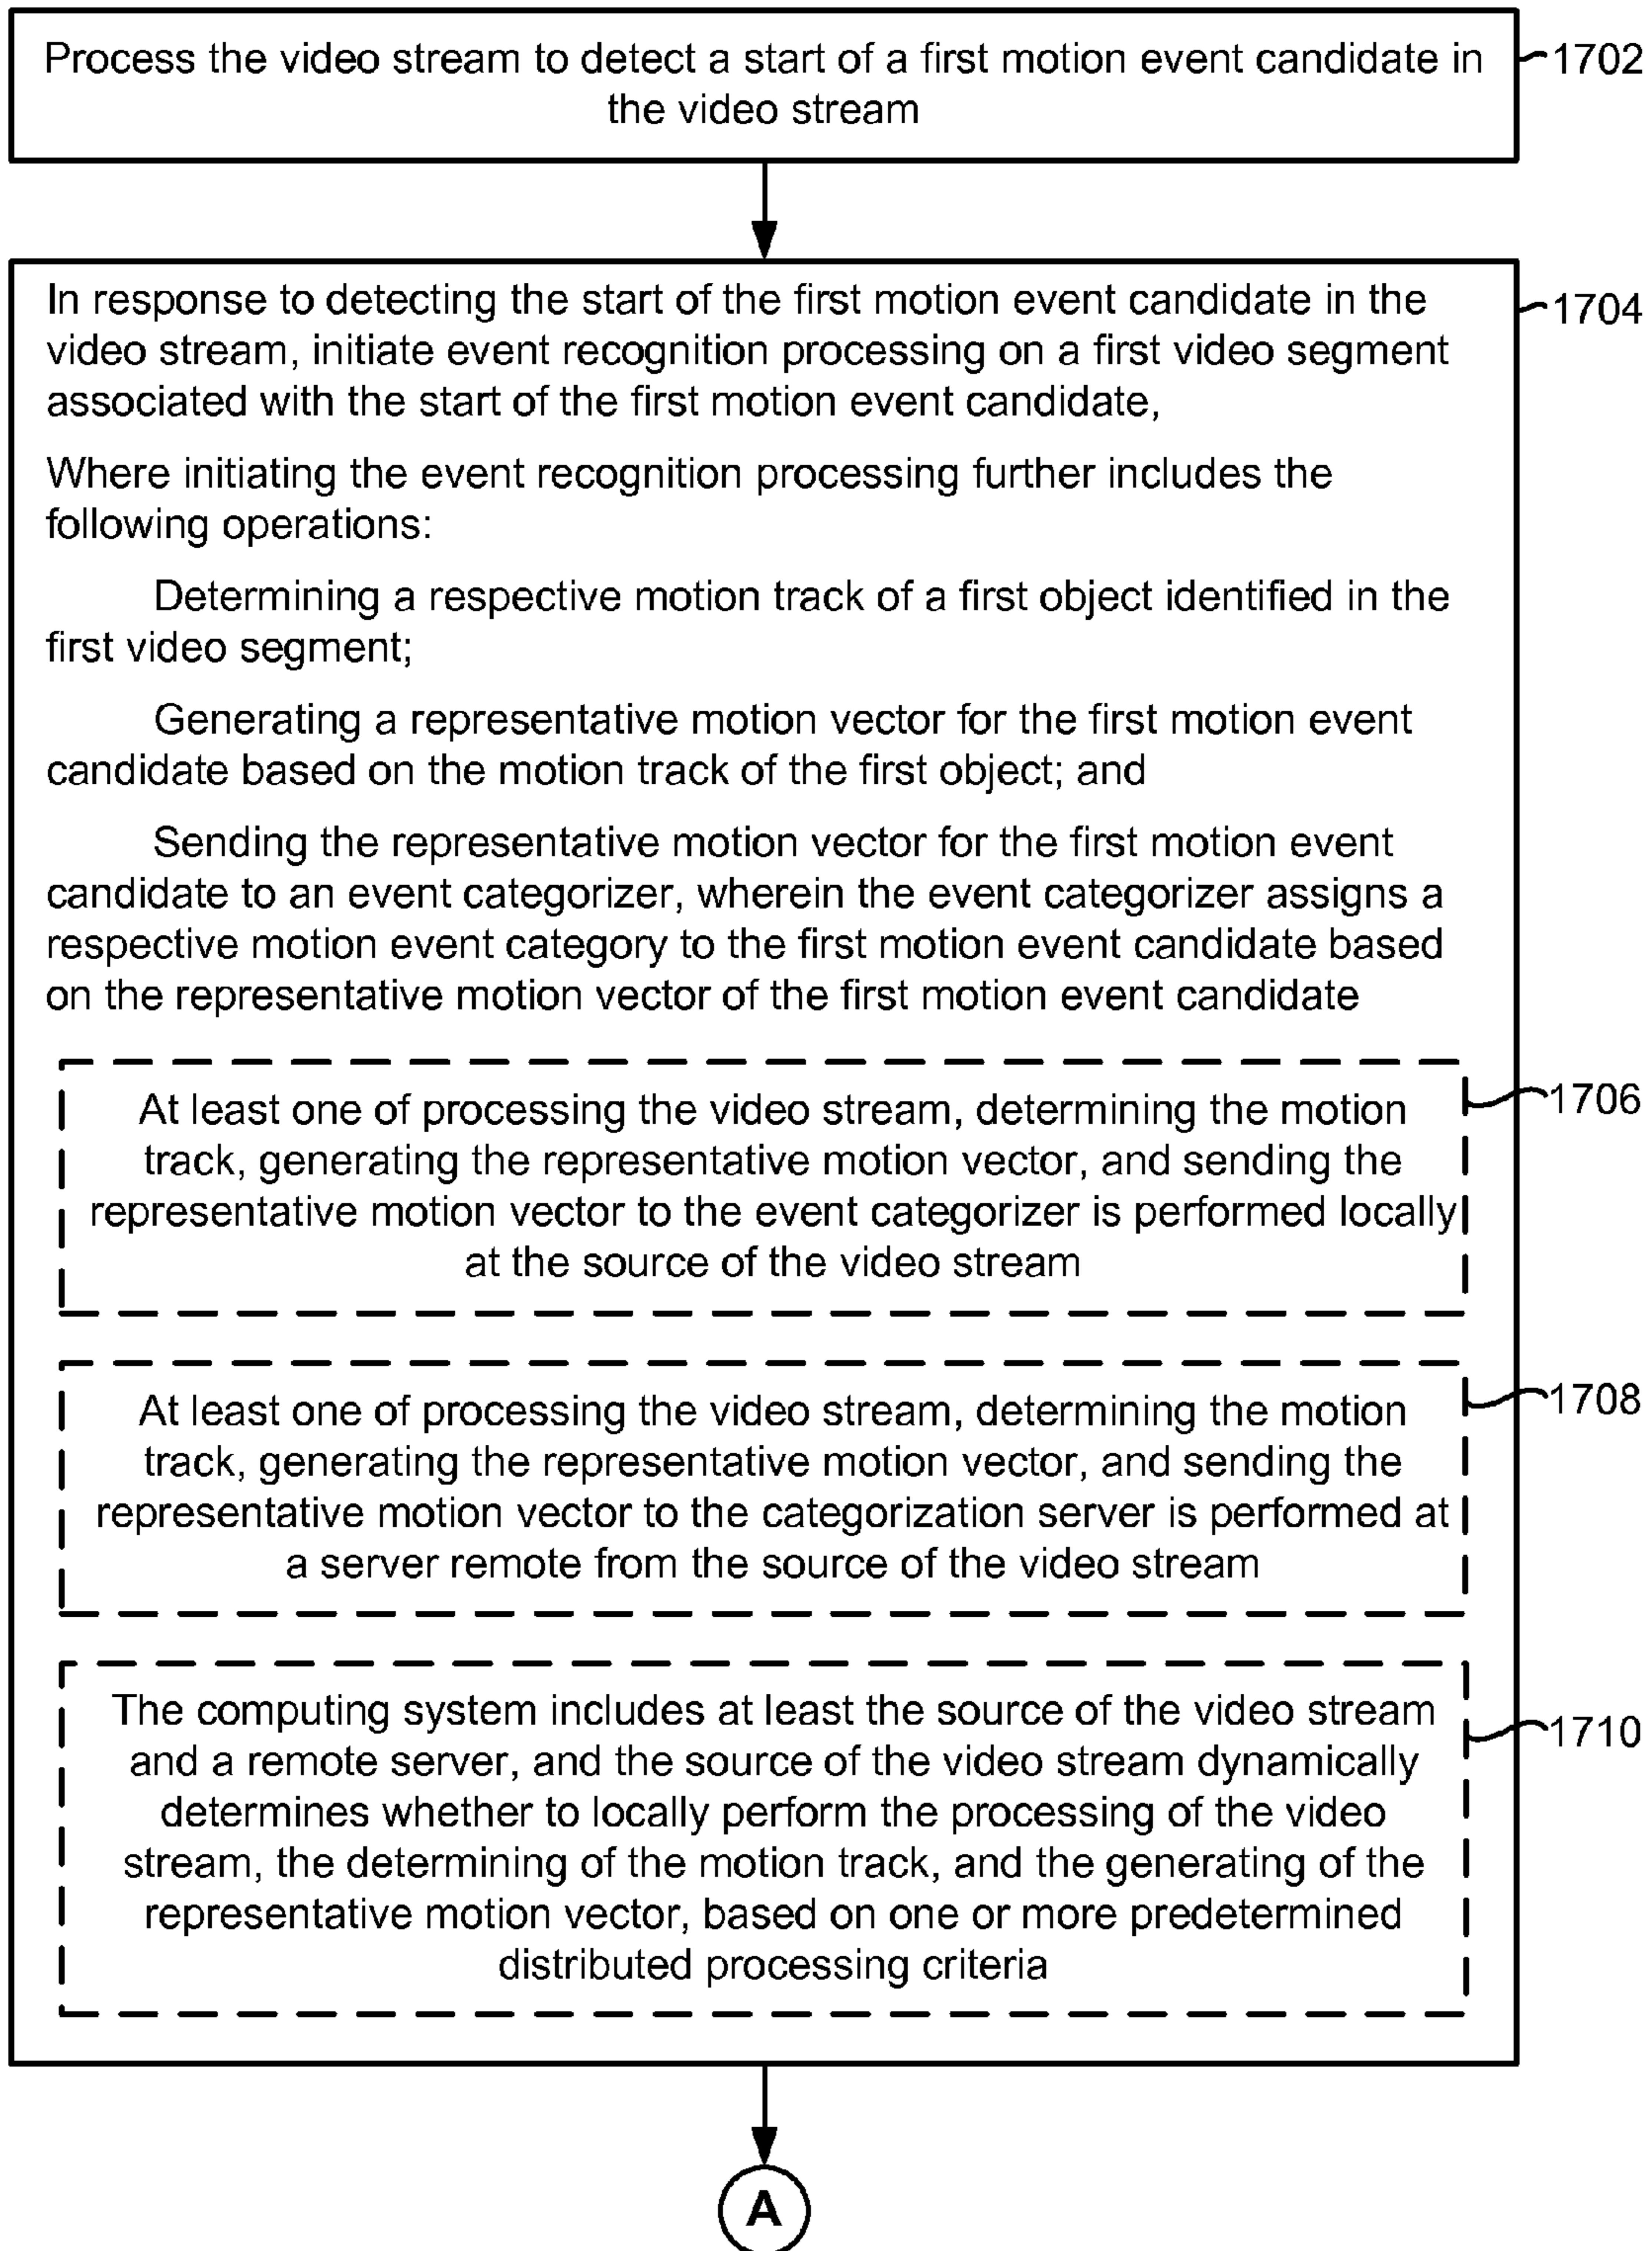 Process the video stream to detect a start of a first motion event candidate in
the video stream
1702
In response to detecting the start of the first motion event candidate in the
video stream, initiate event recognition processing on a first video segment
associated with the start of the first motion event candidate,
1704
Where initiating the event recognition processing further includes the
following operations:
Determining a respective motion track of a first object identified in the
first video segment;
Generating a representative motion vector for the first motion event
candidate based on the motion track of the first object; and
Sending the representative motion vector for the first motion event
candidate to an event categorizer, wherein the event categorizer assigns a
respective motion event category to the first motion event candidate based
on the representative motion vector of the first motion event candidate
At least one of processing the video stream, determining the motion
track, generating the representative motion vector, and sending the
representative motion vector to the event categorizer is performed locally
at the source of the video stream
1706
At least one of processing the video stream, determining the motion
track, generating the representative motion vector, and sending the
representative motion vector to the categorization server is performed at
a server remote from the source of the video stream
1708
The computing system includes at least the source of the video stream
and a remote server, and the source of the video stream dynamically
determines whether to locally perform the processing of the video
stream, the determining of the motion track, and the generating of the
representative motion vector, based on one or more predetermined
distributed processing criteria
1710
A